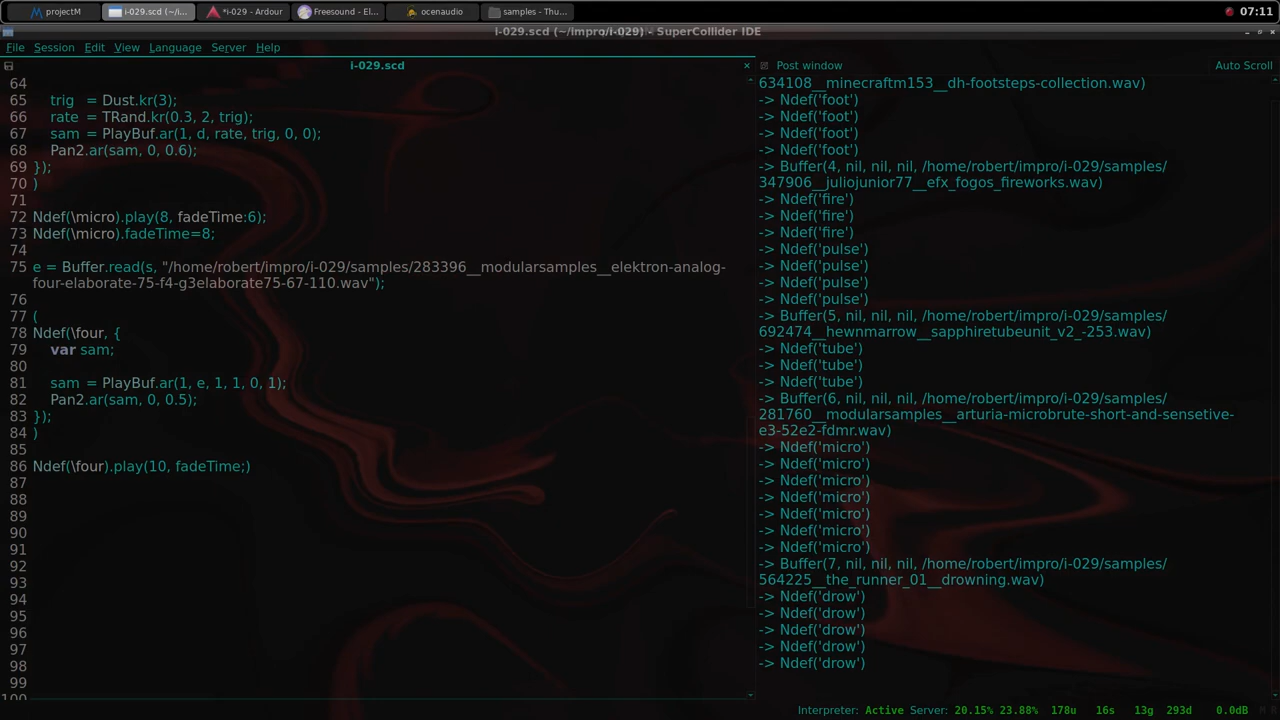 projectM
i-029.scd (~/i...
*i-029 - Ardour
Freesound - El...
ocenaudio
samples - Thu...
07:11
i-029.scd (~/impro/i-029) - SuperCollider IDE
File Session Edit View Language Server Help
i-029.scd
Post window
Auto Scroll
64
65 trig = Dust.kr(3);
66 rate = TRand.kr(0.3, 2, trig);
67 sam = PlayBuf.ar(1, d, rate, trig, 0, 0);
68 Pan2.ar(sam, 0, 0.6);
69 });
70 )
71
72 Ndef(\micro).play(8, fadeTime:6);
73 Ndef(\micro).fadeTime=8;
74
75 e = Buffer.read(s, "/home/robert/impro/i-029/samples/283396__modularsamples__elektron-analog-
four-elaborate-75-f4-g3elaborate75-67-110.wav");
76
77 (
78 Ndef(\four, {
79 var sam;
80
81 sam = PlayBuf.ar(1, e, 1, 1, 0, 1);
82 Pan2.ar(sam, 0, 0.5);
83 });
84 )
85
86 Ndef(\four).play(10, fadeTime;)
87
88
89
90
91
92
93
94
95
96
97
98
99
100
634108__minecraftm153__dh-footsteps-collection.wav)
-> Ndef('foot')
-> Ndef('foot')
-> Ndef('foot')
-> Ndef('foot')
-> Buffer(4, nil, nil, nil, /home/robert/impro/i-029/samples/
347906__juliojunior77__efx_fogos_fireworks.wav)
-> Ndef('fire')
-> Ndef('fire')
-> Ndef('fire')
-> Ndef('pulse')
-> Ndef('pulse')
-> Ndef('pulse')
-> Ndef('pulse')
-> Buffer(5, nil, nil, nil, /home/robert/impro/i-029/samples/
692474__hewnmarrow__sapphiretubeunit_v2_-253.wav)
-> Ndef('tube')
-> Ndef('tube')
-> Ndef('tube')
-> Buffer(6, nil, nil, nil, /home/robert/impro/i-029/samples/
281760__modularsamples__arturia-microbrute-short-and-sensetive-
e3-52e2-fdmr.wav)
-> Ndef('micro')
-> Ndef('micro')
-> Ndef('micro')
-> Ndef('micro')
-> Ndef('micro')
-> Ndef('micro')
-> Ndef('micro')
-> Buffer(7, nil, nil, nil, /home/robert/impro/i-029/samples/
564225__the_runner_01__drowning.wav)
-> Ndef('drow')
-> Ndef('drow')
-> Ndef('drow')
-> Ndef('drow')
-> Ndef('drow')
Interpreter: Active Server: 20.15% 23.88% 178u 16s 13g 293d 0.0dB